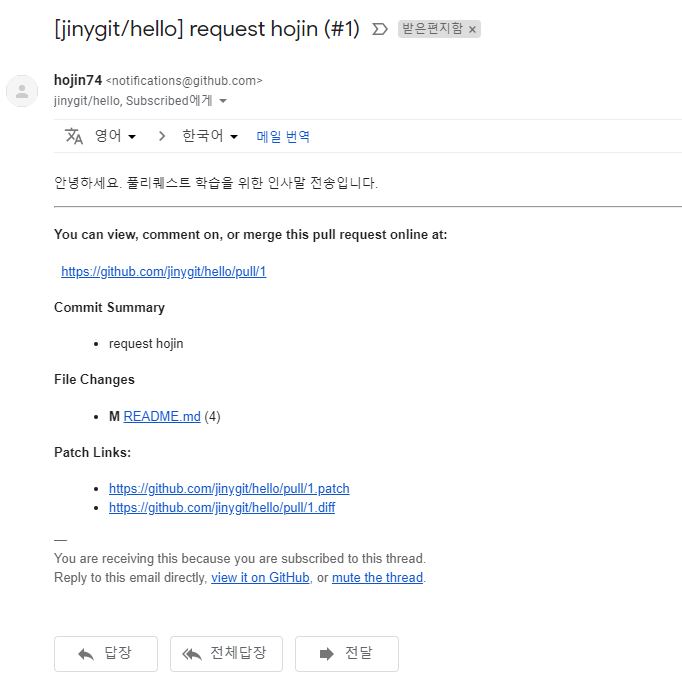 [jinygit/hello] request hojin (#1) 받은편지함 ×
hojin74 <notifications@github.com>
jinygit/hello, Subscribed에게
영어 > 한국어 메일 번역
안녕하세요. 풀리퀘스트 학습을 위한 인사말 전송입니다.
You can view, comment on, or merge this pull request online at:
https://github.com/jinygit/hello/pull/1
Commit Summary
• request hojin
File Changes
• M README.md (4)
Patch Links:
• https://github.com/jinygit/hello/pull/1.patch
• https://github.com/jinygit/hello/pull/1.diff
—
You are receiving this because you are subscribed to this thread.
Reply to this email directly, view it on GitHub, or mute the thread.
답장 전체답장 전달